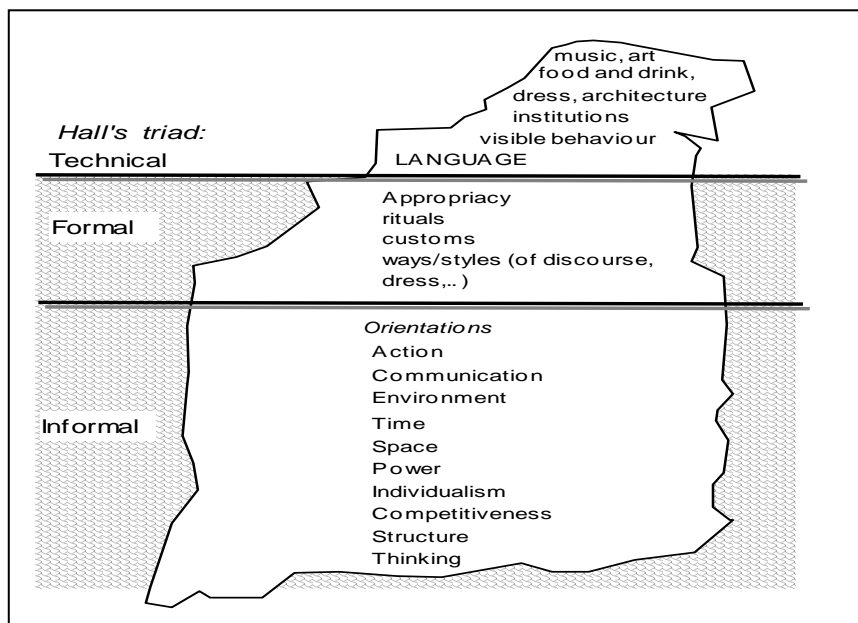 music, art
food and drink,
dress, architecture
institutions
visible behaviour
Hall's triad:
Technical
LANGUAGE
Formal
Appropriacy
rituals
customs
ways/styles (of discourse,
dress,.. )
Informal
Orientations
Action
Communication
Environment
Time
Space
Power
Individualism
Competitiveness
Structure
Thinking